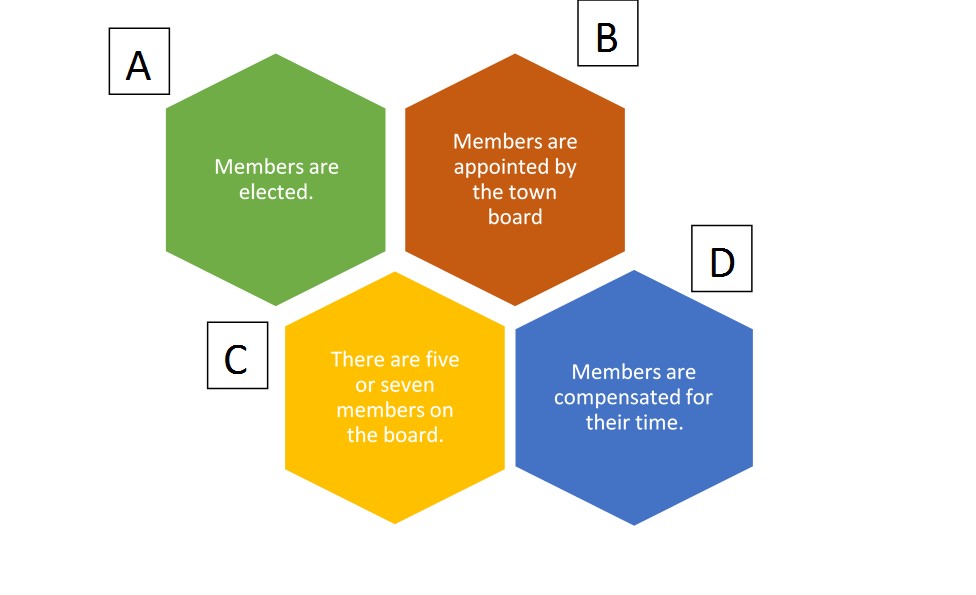 A
Members are
elected.
B
Members are
appointed by
the town
board
C
There are five
or seven
members on
the board.
D
Members are
compensated for
their time.